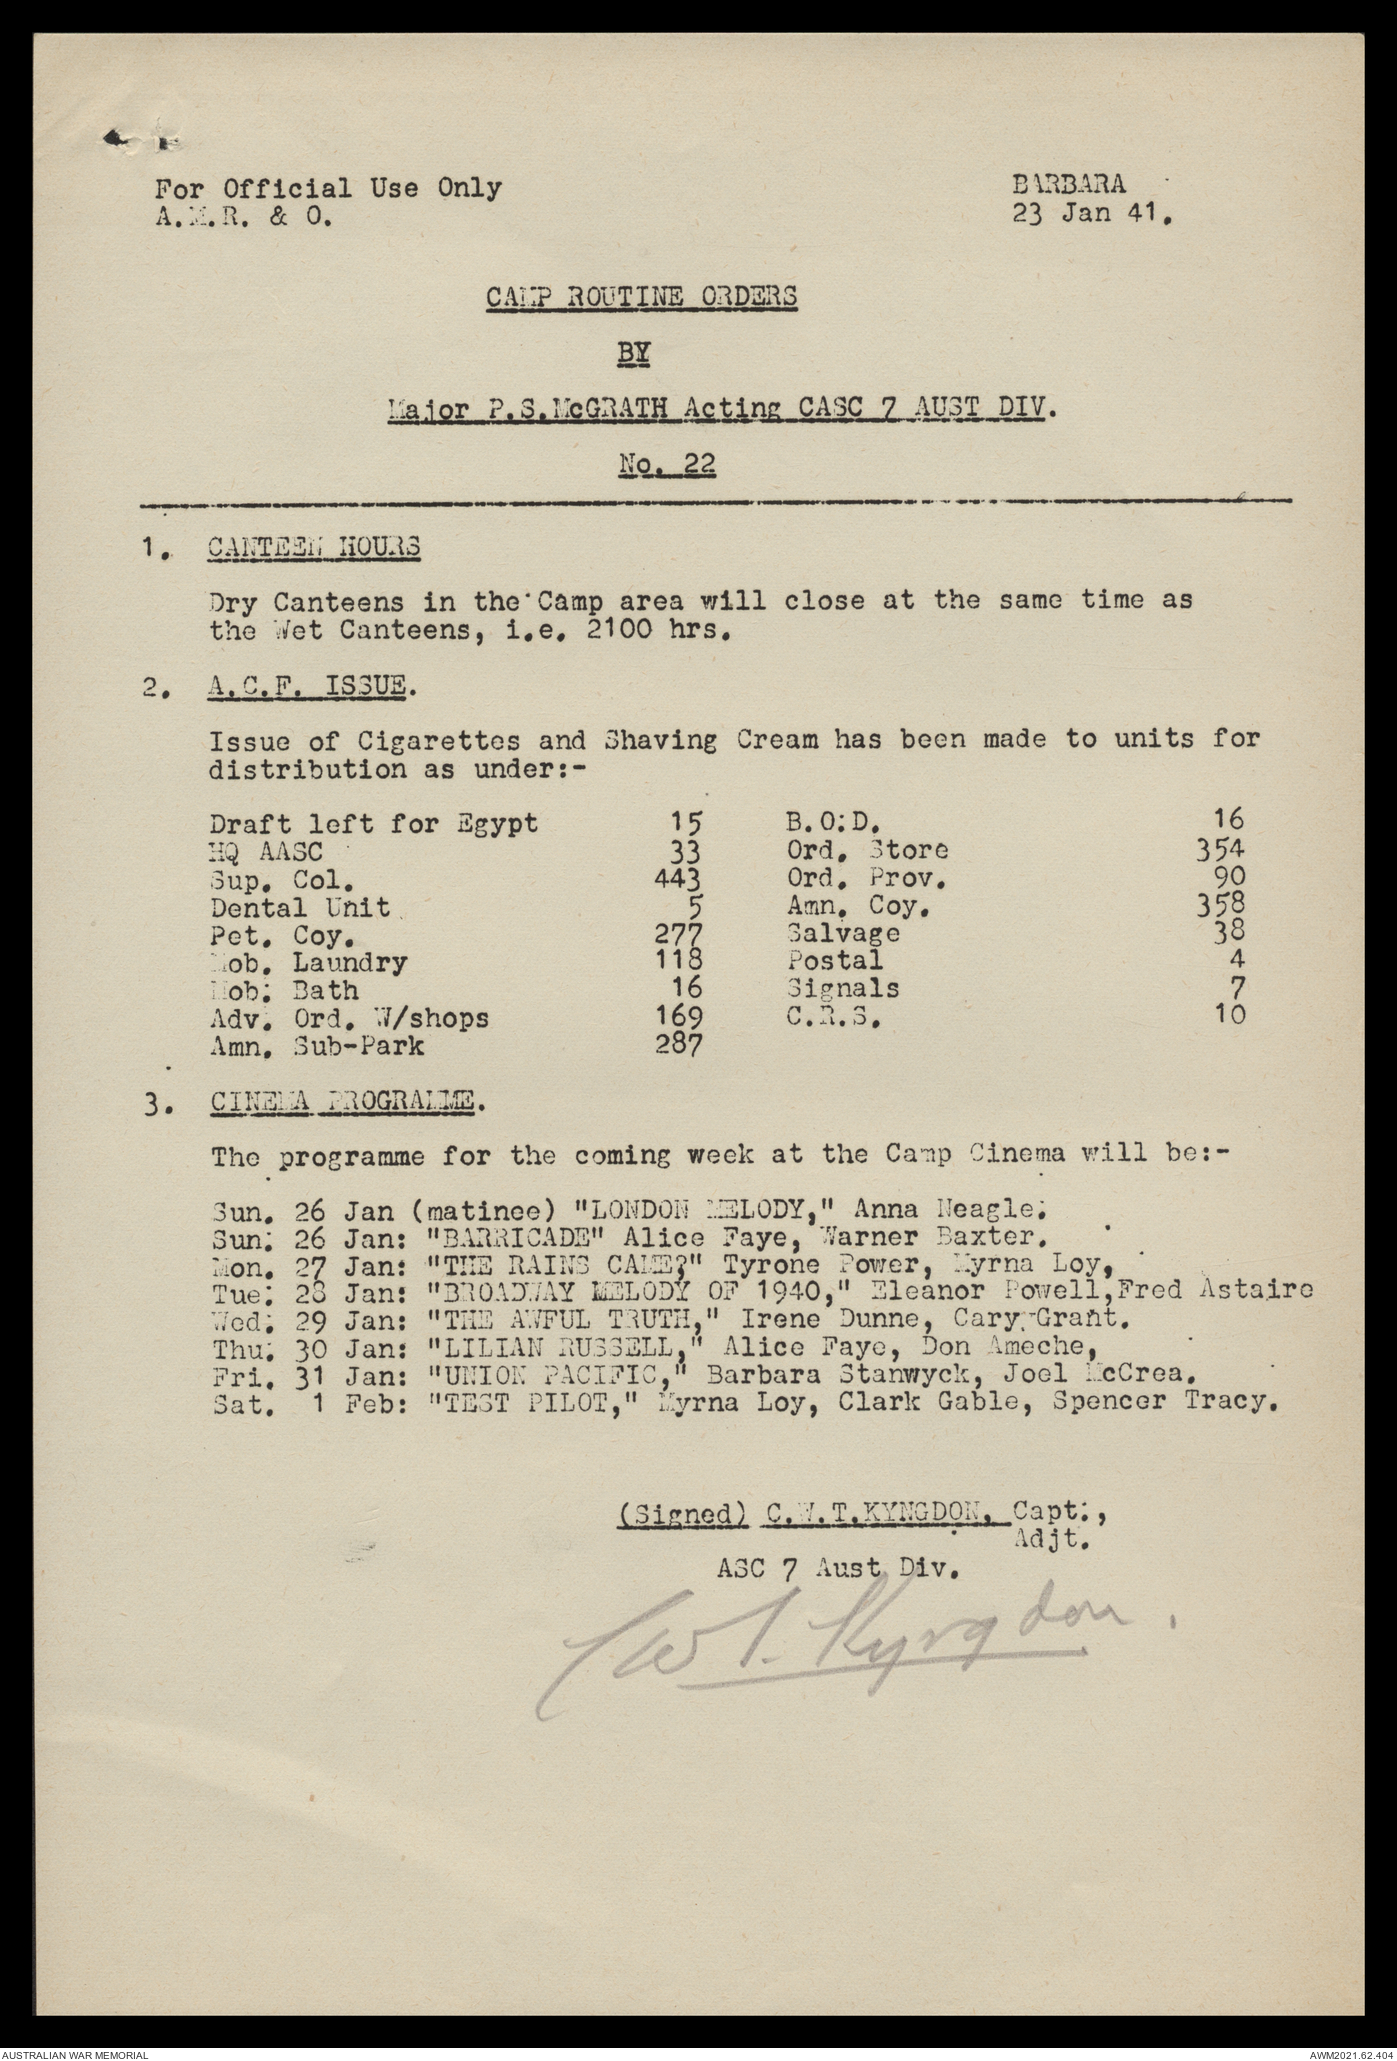 For Official Use Only BARBARA
A.M.R. & O. 23 Jan 41.
CAMP ROUTINE ORDERS
BY
Major P.S.McGRATH Acting CASC 7 AUST DIV.
No. 22
1. CANTEEN HOURS
Dry Canteens in the Camp area will close at the same time as
the Wet Canteens, i.e. 2100 hrs.
2. A.C.F. ISSUE.
Issue of Cigarettes and Shaving Cream has been made to units for
distribution as under:-
Draft left for Egypt 15 B.O.D. 16
HQ AASC 33 Ord. Store 354
Sup. Col. 443 Ord. Prov. 90
Dental Unit 5 Amn. Coy. 358
Pet. Coy. 277 Salvage 38
Mob. Laundry 118 Postal 4
Mob. Bath 16 Signals 7
Adv. Ord. W/shops 169 C.R.S. 10
Amn. Sub-Park 287
3. CINEMA PROGRAMME.
The programme for the coming week at the Camp Cinema will be:-
Sun. 26 Jan (matinee) "LONDON MELODY," Anna Neagle.
Sun. 26 Jan: "BARRICADE" Alice Faye, Warner Baxter.
Mon. 27 Jan: "THE RAINS CAME?" Tyrone Power, Myrna Loy,
Tue. 28 Jan: "BROADWAY MELODY OF 1940," Eleanor Powell,Fred Astaire
Wed. 29 Jan: "THE AWFUL TRUTH," Irene Dunne, Cary Grant.
Thu. 30 Jan: "LILIAN RUSSELL," Alice Faye, Don Ameche,
Fri. 31 Jan: "UNION PACIFIC," Barbara Stanwyck, Joel McCrea.
Sat. 1 Feb: "TEST PILOT," Myrna Loy, Clark Gable, Spencer Tracy.
(Signed) C.W.T.KYNGDON, Capt.,
Adjt.
ASC 7 Aust Div.
CWT. Kyngdon.
AUSTRALIAN WAR MEMORIAL AWM2021.62.404